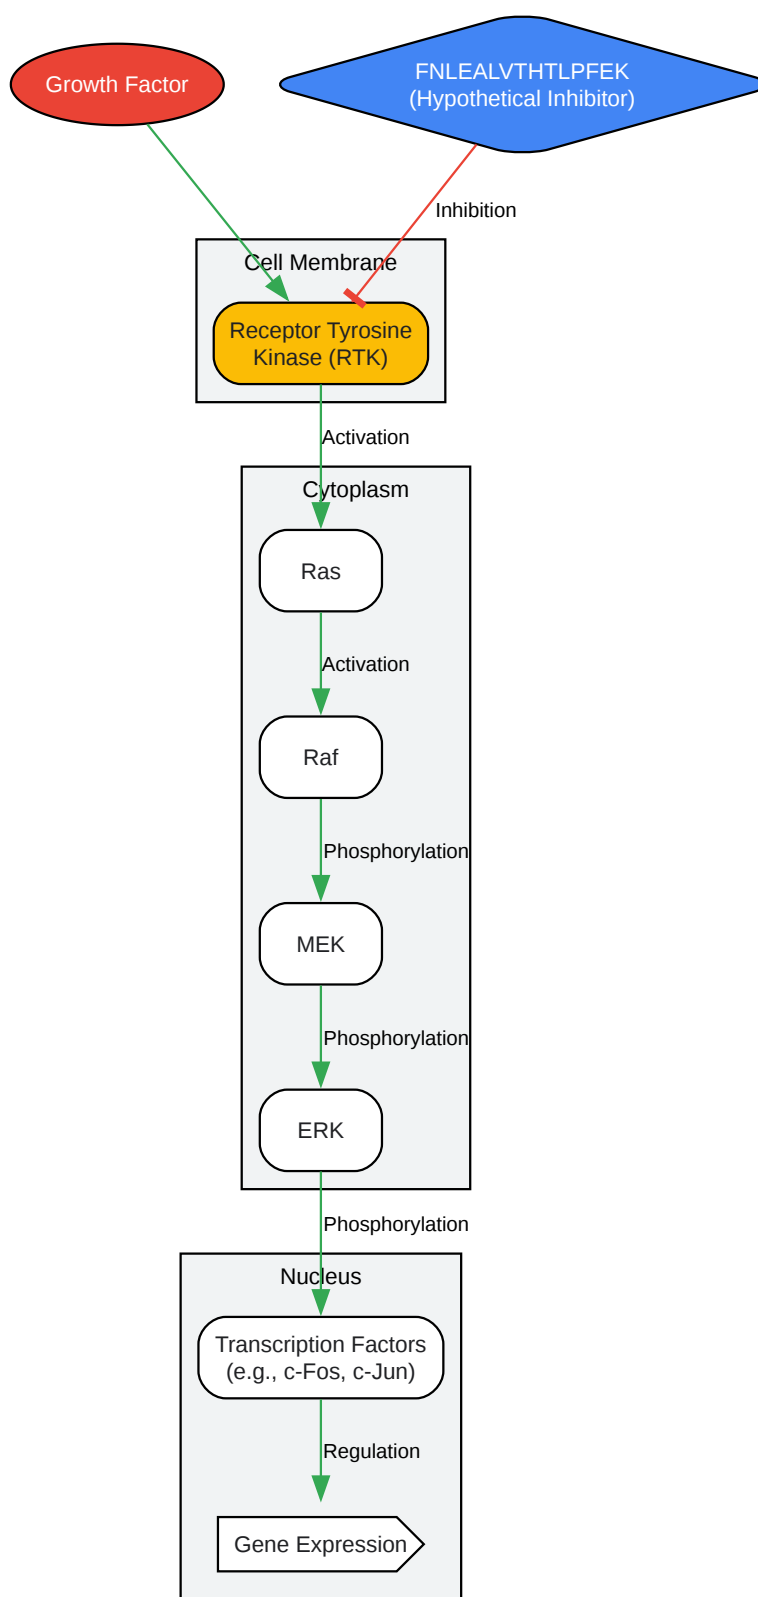 Growth Factor
FNLEALVTHTLPFEK
(Hypothetical Inhibitor)
Inhibition
Cell Membrane
Receptor Tyrosine
Kinase (RTK)
Activation
Cytoplasm
Ras
Activation
Raf
Phosphorylation
MEK
Phosphorylation
ERK
Phosphorylation
Nucleus
Transcription Factors
(e.g., c-Fos, c-Jun)
Regulation
Gene Expression